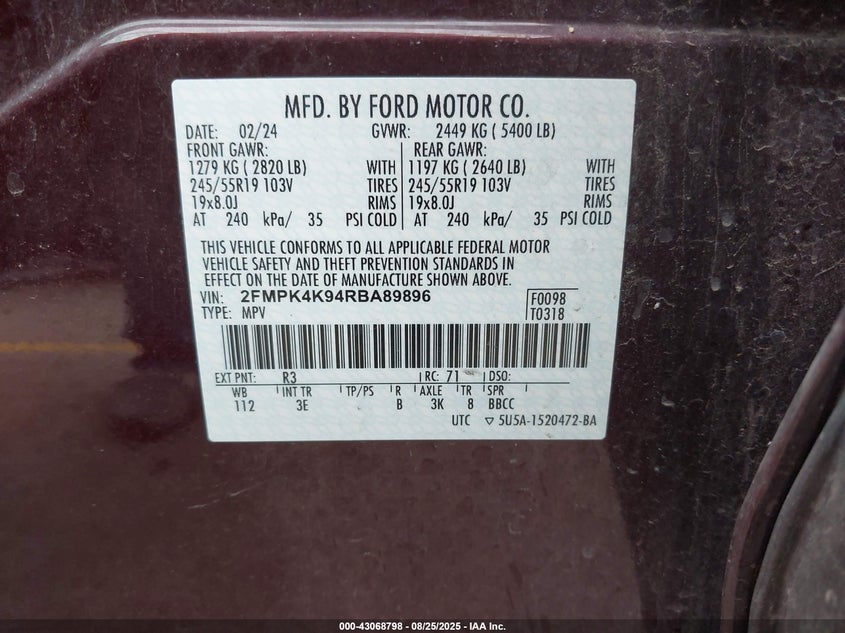 MFD. BY FORD MOTOR CO.
DATE: 02/24 GVWR: 2449 KG ( 5400 LB)
FRONT GAWR: REAR GAWR:
1279 KG ( 2820 LB) WITH 1197 KG ( 2640 LB) WITH
245/55R19 103V TIRES 245/55R19 103V TIRES
19x8.0J RIMS 19x8.0J RIMS
AT 240 kPa/ 35 PSI COLD AT 240 kPa/ 35 PSI COLD
THIS VEHICLE CONFORMS TO ALL APPLICABLE FEDERAL MOTOR
VEHICLE SAFETY AND THEFT PREVENTION STANDARDS IN
EFFECT ON THE DATE OF MANUFACTURE SHOWN ABOVE.
VIN: 2FMPK4K94RBA89896 F0098
TYPE: MPV T0318
EXT PNT: R3 RC: 71 DSO:
WB INT TR TP/PS R AXLE TR SPR
112 3E B 3K 8 BBCC
UTC ▽ 5U5A-1520472-BA
000-43068798 - 08/25/2025 - IAA Inc.